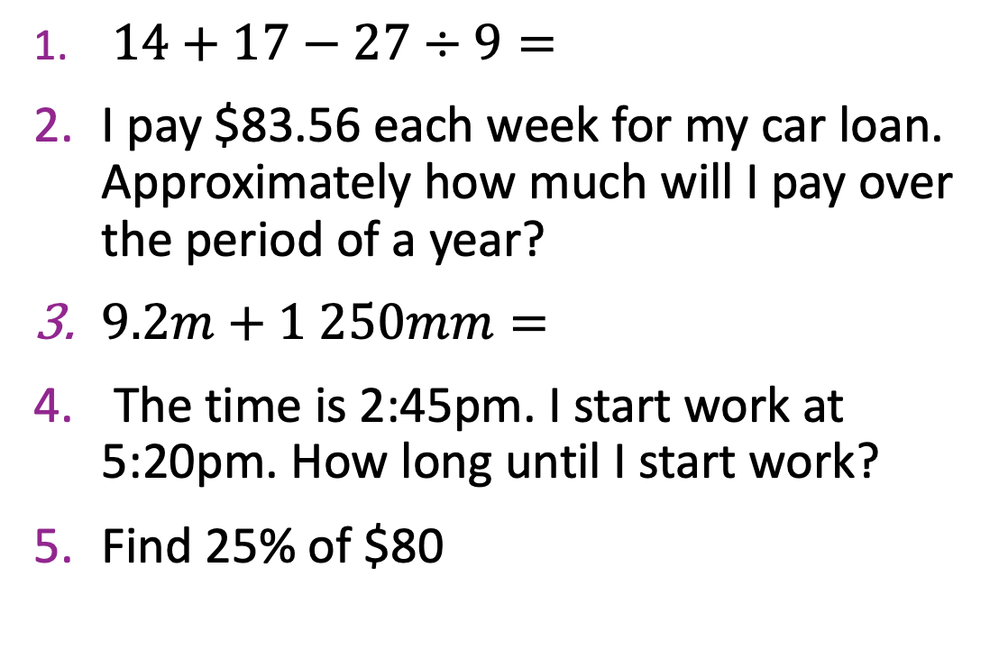 1. 14 + 17 − 27 ÷ 9 =
2. I pay $83.56 each week for my car loan.
Approximately how much will I pay over
the period of a year?
3. 9.2m + 1 250mm =
4. The time is 2:45pm. I start work at
5:20pm. How long until I start work?
5. Find 25% of $80